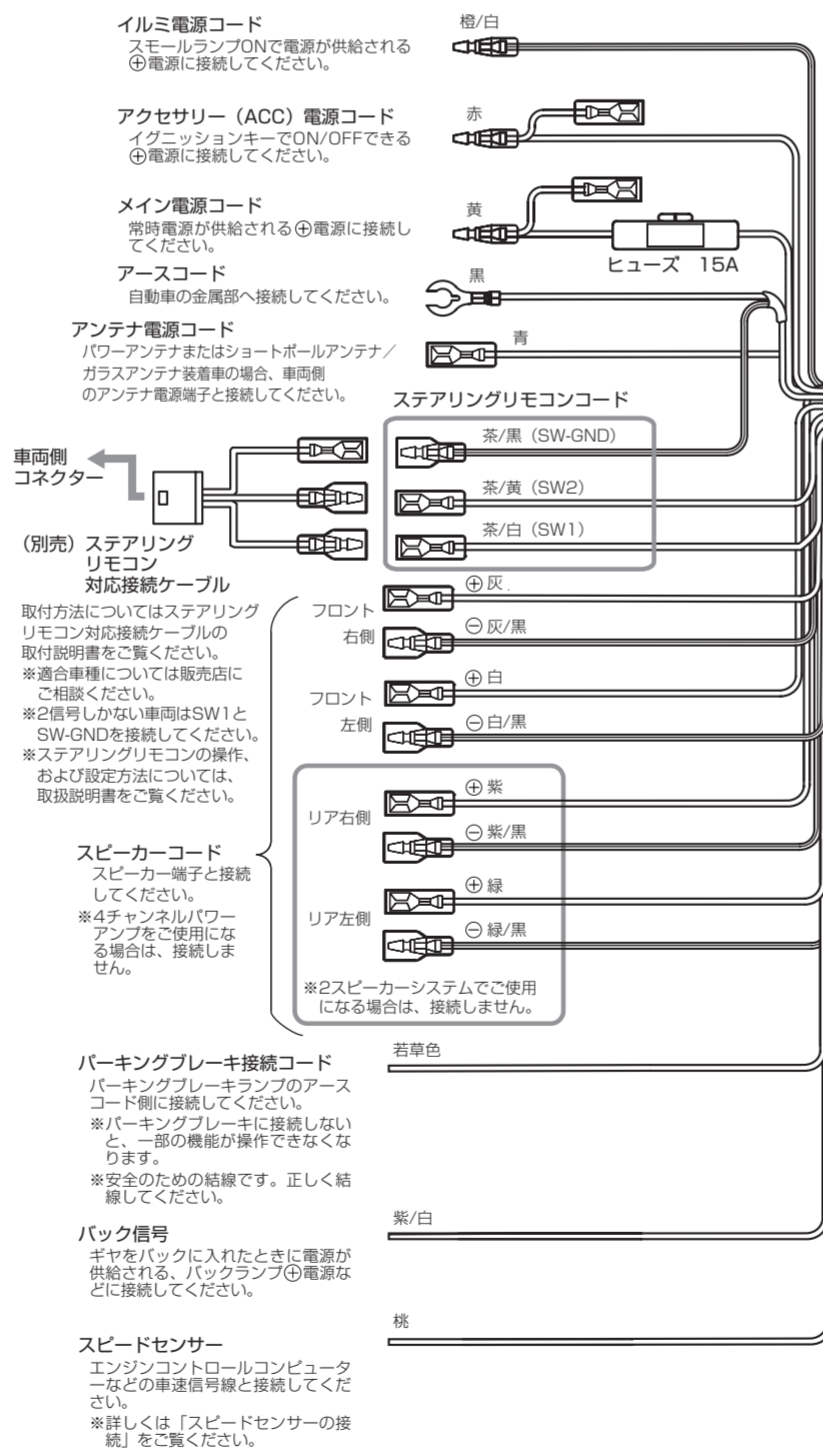 イルミ電源コード
スモールランプONで電源が供給される
⊕電源に接続してください。
橙/白
アクセサリー（ACC）電源コード
イグニッションキーでON/OFFできる
⊕電源に接続してください。
赤
メイン電源コード
常時電源が供給される⊕電源に接続し
てください。
黄
ヒューズ 15A
アースコード
自動車の金属部へ接続してください。
黒
アンテナ電源コード
パワーアンテナまたはショートポールアンテナ／
ガラスアンテナ装着車の場合、車両側
のアンテナ電源端子と接続してください。
青
ステアリングリモコンコード
茶/黒（SW-GND）
茶/黄（SW2）
茶/白（SW1）
車両側
コネクター
（別売）ステアリング
リモコン
対応接続ケーブル
取付方法についてはステアリング
リモコン対応接続ケーブルの
取付説明書をご覧ください。
※適合車種については販売店に
ご相談ください。
※2信号しかない車両はSW1と
SW-GNDを接続してください。
※ステアリングリモコンの操作、
および設定方法については、
取扱説明書をご覧ください。
フロント
右側
⊕灰
⊖灰/黒
フロント
左側
⊕白
⊖白/黒
リア右側
⊕紫
⊖紫/黒
リア左側
⊕緑
⊖緑/黒
※2スピーカーシステムでご使用
になる場合は、接続しません。
スピーカーコード
スピーカー端子と接続
してください。
※4チャンネルパワー
アンプをご使用にな
る場合は、接続しま
せん。
パーキングブレーキ接続コード
パーキングブレーキランプのアース
コード側に接続してください。
※パーキングブレーキに接続しない
と、一部の機能が操作できなくな
ります。
※安全のための結線です。正しく結
線してください。
若草色
バック信号
ギヤをバックに入れたときに電源が
供給される、バックランプ⊕電源な
どに接続してください。
紫/白
スピードセンサー
エンジンコントロールコンピュータ
ーなどの車速信号線と接続してくだ
さい。
※詳しくは「スピードセンサーの接
続」をご覧ください。
桃